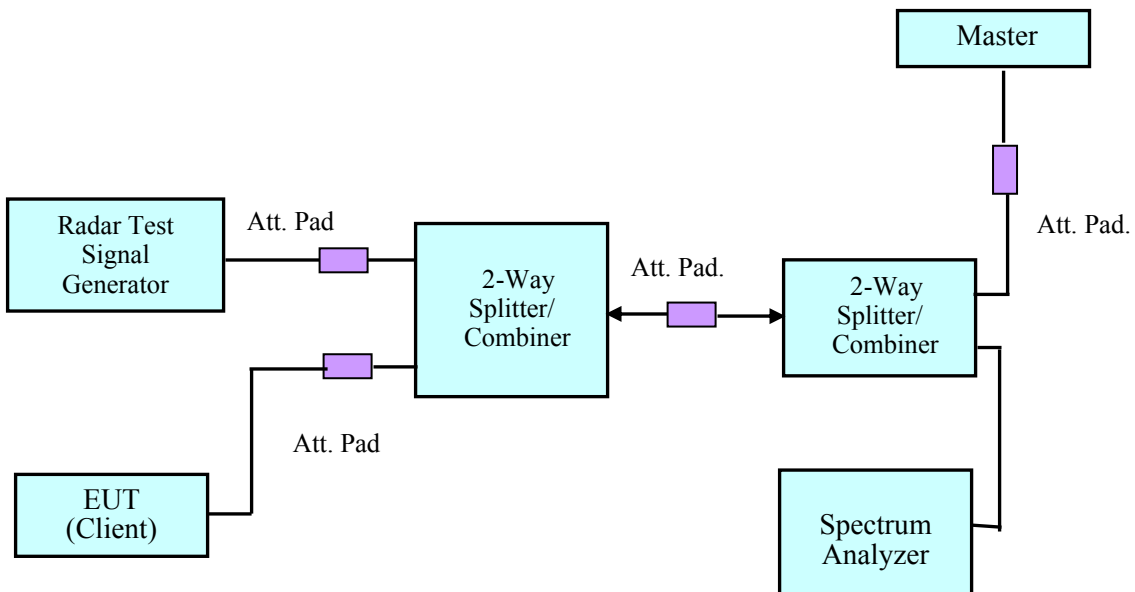 Master
Att. Pad.
Radar Test
Signal
Generator
Att. Pad
2-Way
Splitter/
Combiner
Att. Pad.
2-Way
Splitter/
Combiner
Att. Pad
EUT
(Client)
Spectrum
Analyzer